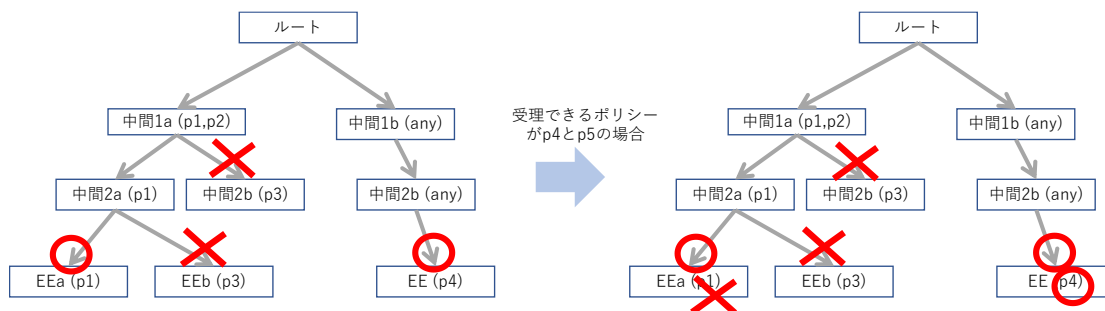 ルート
中間1a (p1,p2)
中間1b (any)
中間2a (p1)
中間2b (p3)
中間2b (any)
EEa (p1)
EEb (p3)
EE (p4)
受理できるポリシー
がp4とp5の場合
ルート
中間1a (p1,p2)
中間1b (any)
中間2a (p1)
中間2b (p3)
中間2b (any)
EEa (p1)
EEb (p3)
EE (p4)